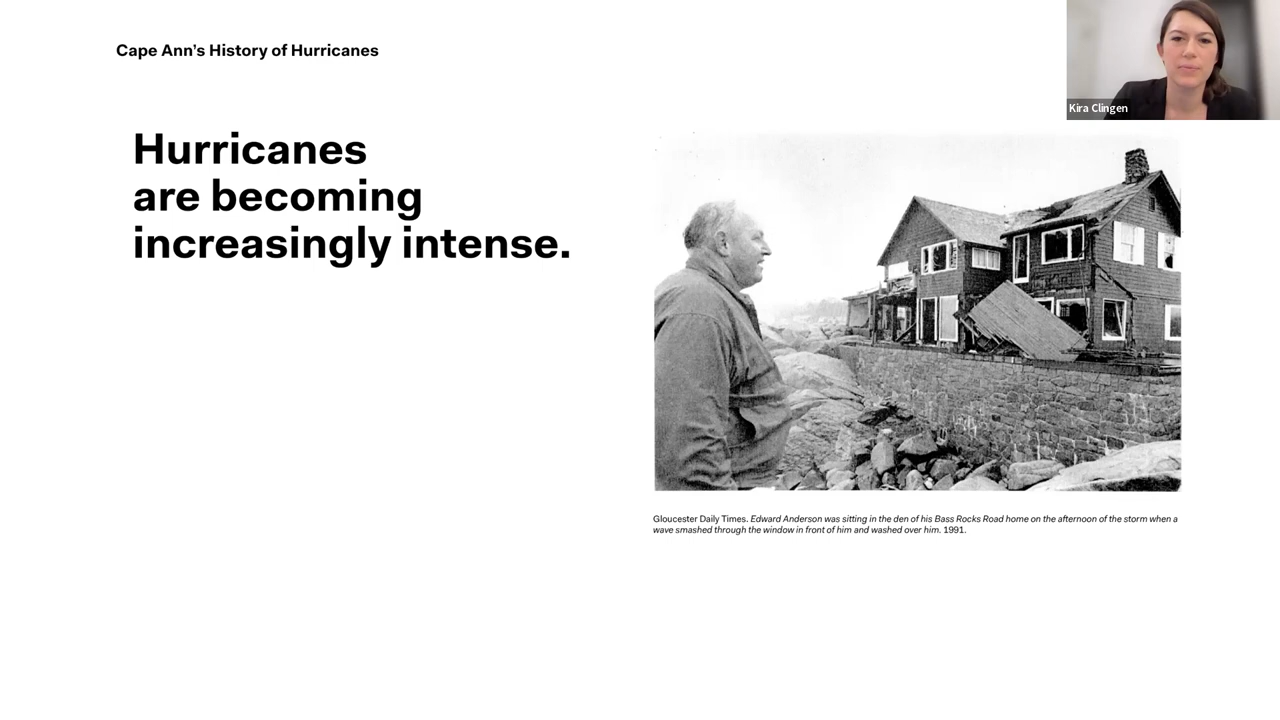 Cape Ann's History of Hurricanes
Kira Clingen
Hurricanes
are becoming
increasingly intense.
Gloucester Daily Times. Edward Anderson was sitting in the den of his Bass Rocks Road home on the afternoon of the storm when a
wave smashed through the window in front of him and washed over him. 1991.